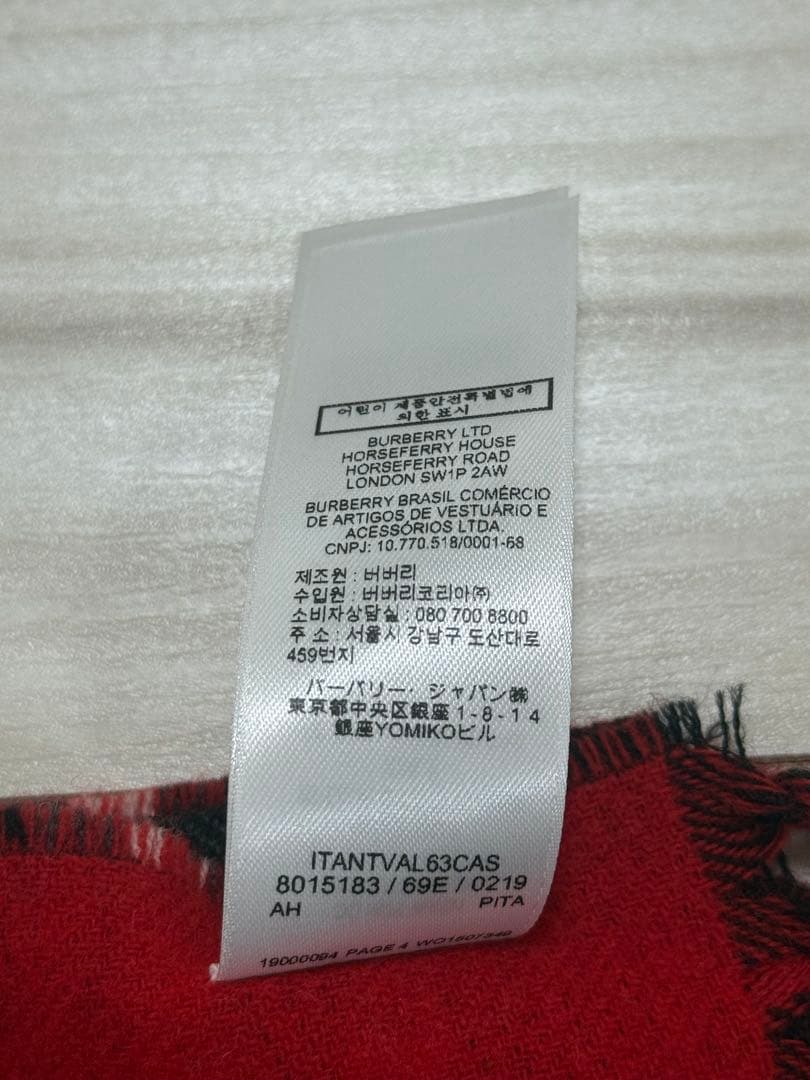 어린이 제품안전특별법에
의한 표시
BURBERRY LTD
HORSEFERRY HOUSE
HORSEFERRY ROAD
LONDON SW1P 2AW
BURBERRY BRASIL COMÉRCIO
DE ARTIGOS DE VESTUÁRIO E
ACESSÓRIOS LTDA.
CNPJ: 10.770.518/0001-68
제조원 : 버버리
수입원 : 버버리코리아㈜
소비자상담실 : 080 700 8800
주 소 : 서울시 강남구 도산대로
459번지
バーバリー・ジャパン㈱
東京都中央区銀座 1-8-14
銀座YOMIKOビル
ITANTVAL63CAS
8015183 / 69E / 0219
AH PITA
19000094 PAGE 4 WO1507349